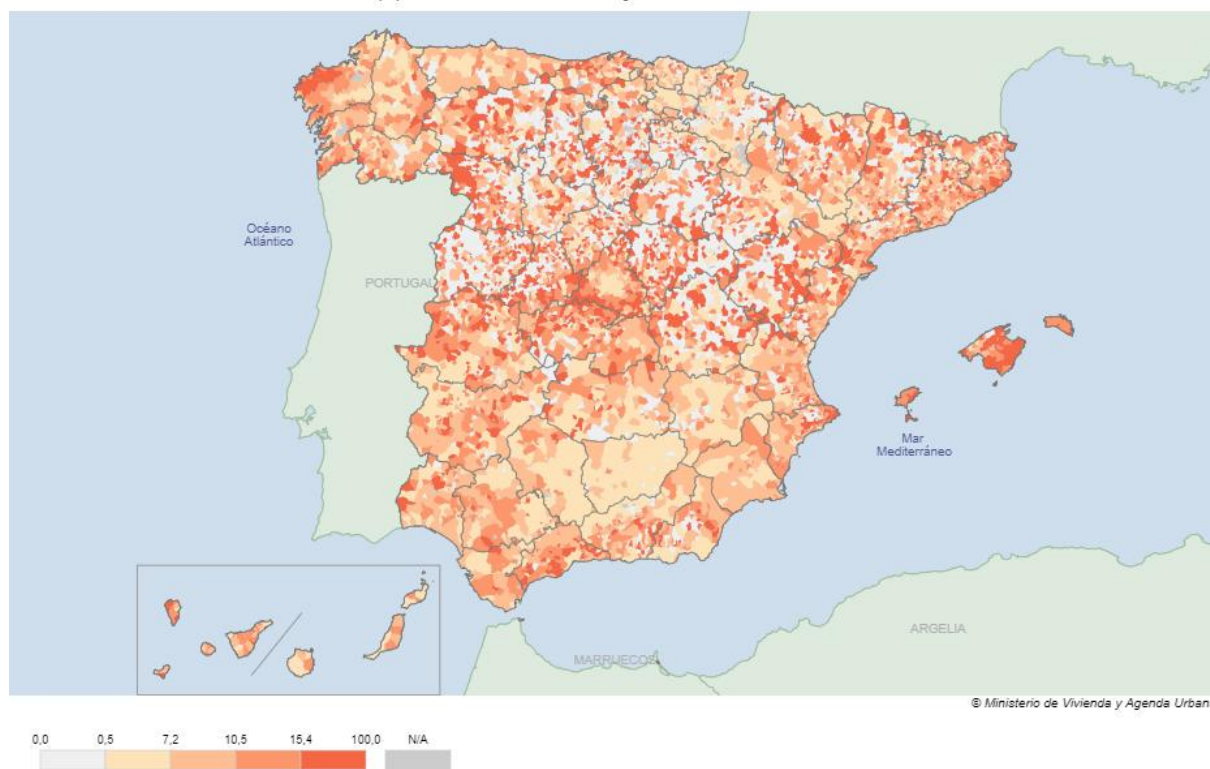 Océano
Atlántico
PORTUGAL
Mar
Mediterráneo
ARGELIA
MARRUECOS
© Ministerio de Vivienda y Agenda Urban
0,0 0,5 7,2 10,5 15,4 100,0 N/A